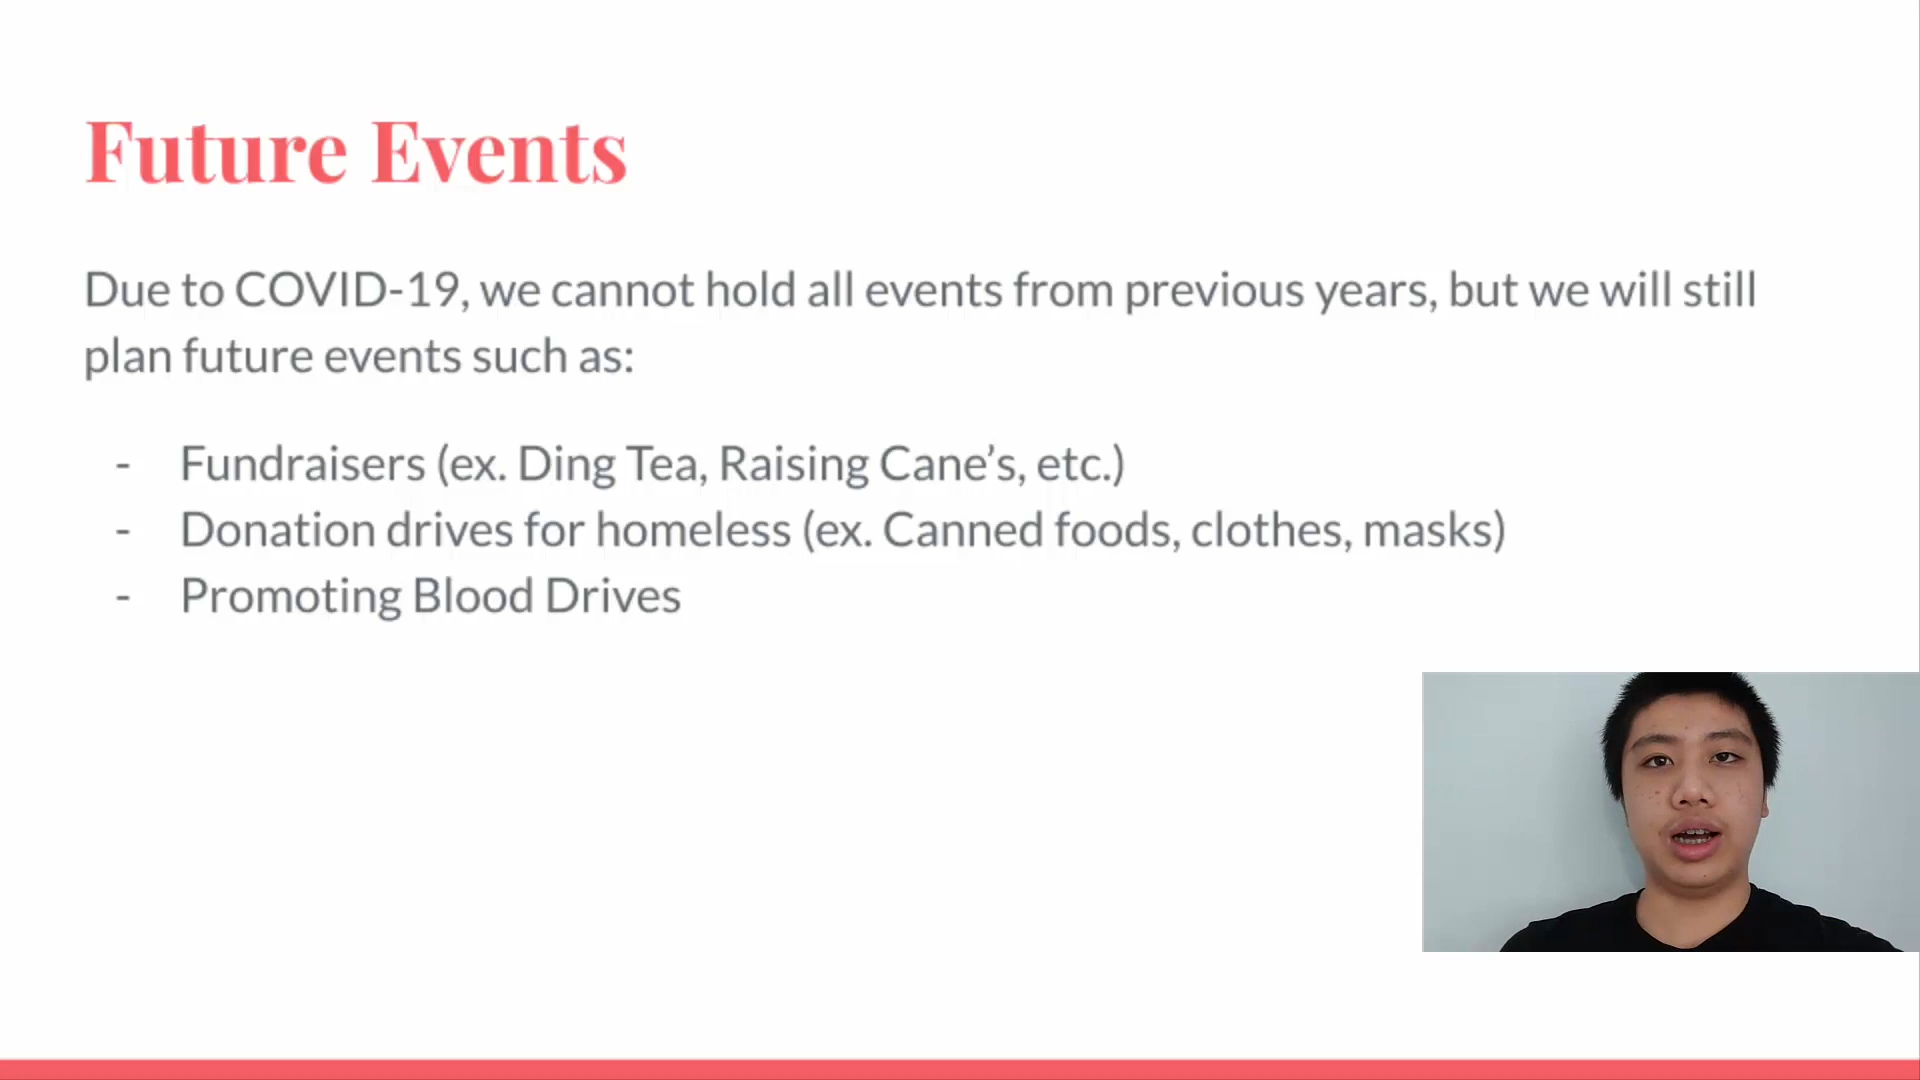 Future Events
Due to COVID-19, we cannot hold all events from previous years, but we will still
plan future events such as:
- Fundraisers (ex. Ding Tea, Raising Cane’s, etc.)
- Donation drives for homeless (ex. Canned foods, clothes, masks)
- Promoting Blood Drives